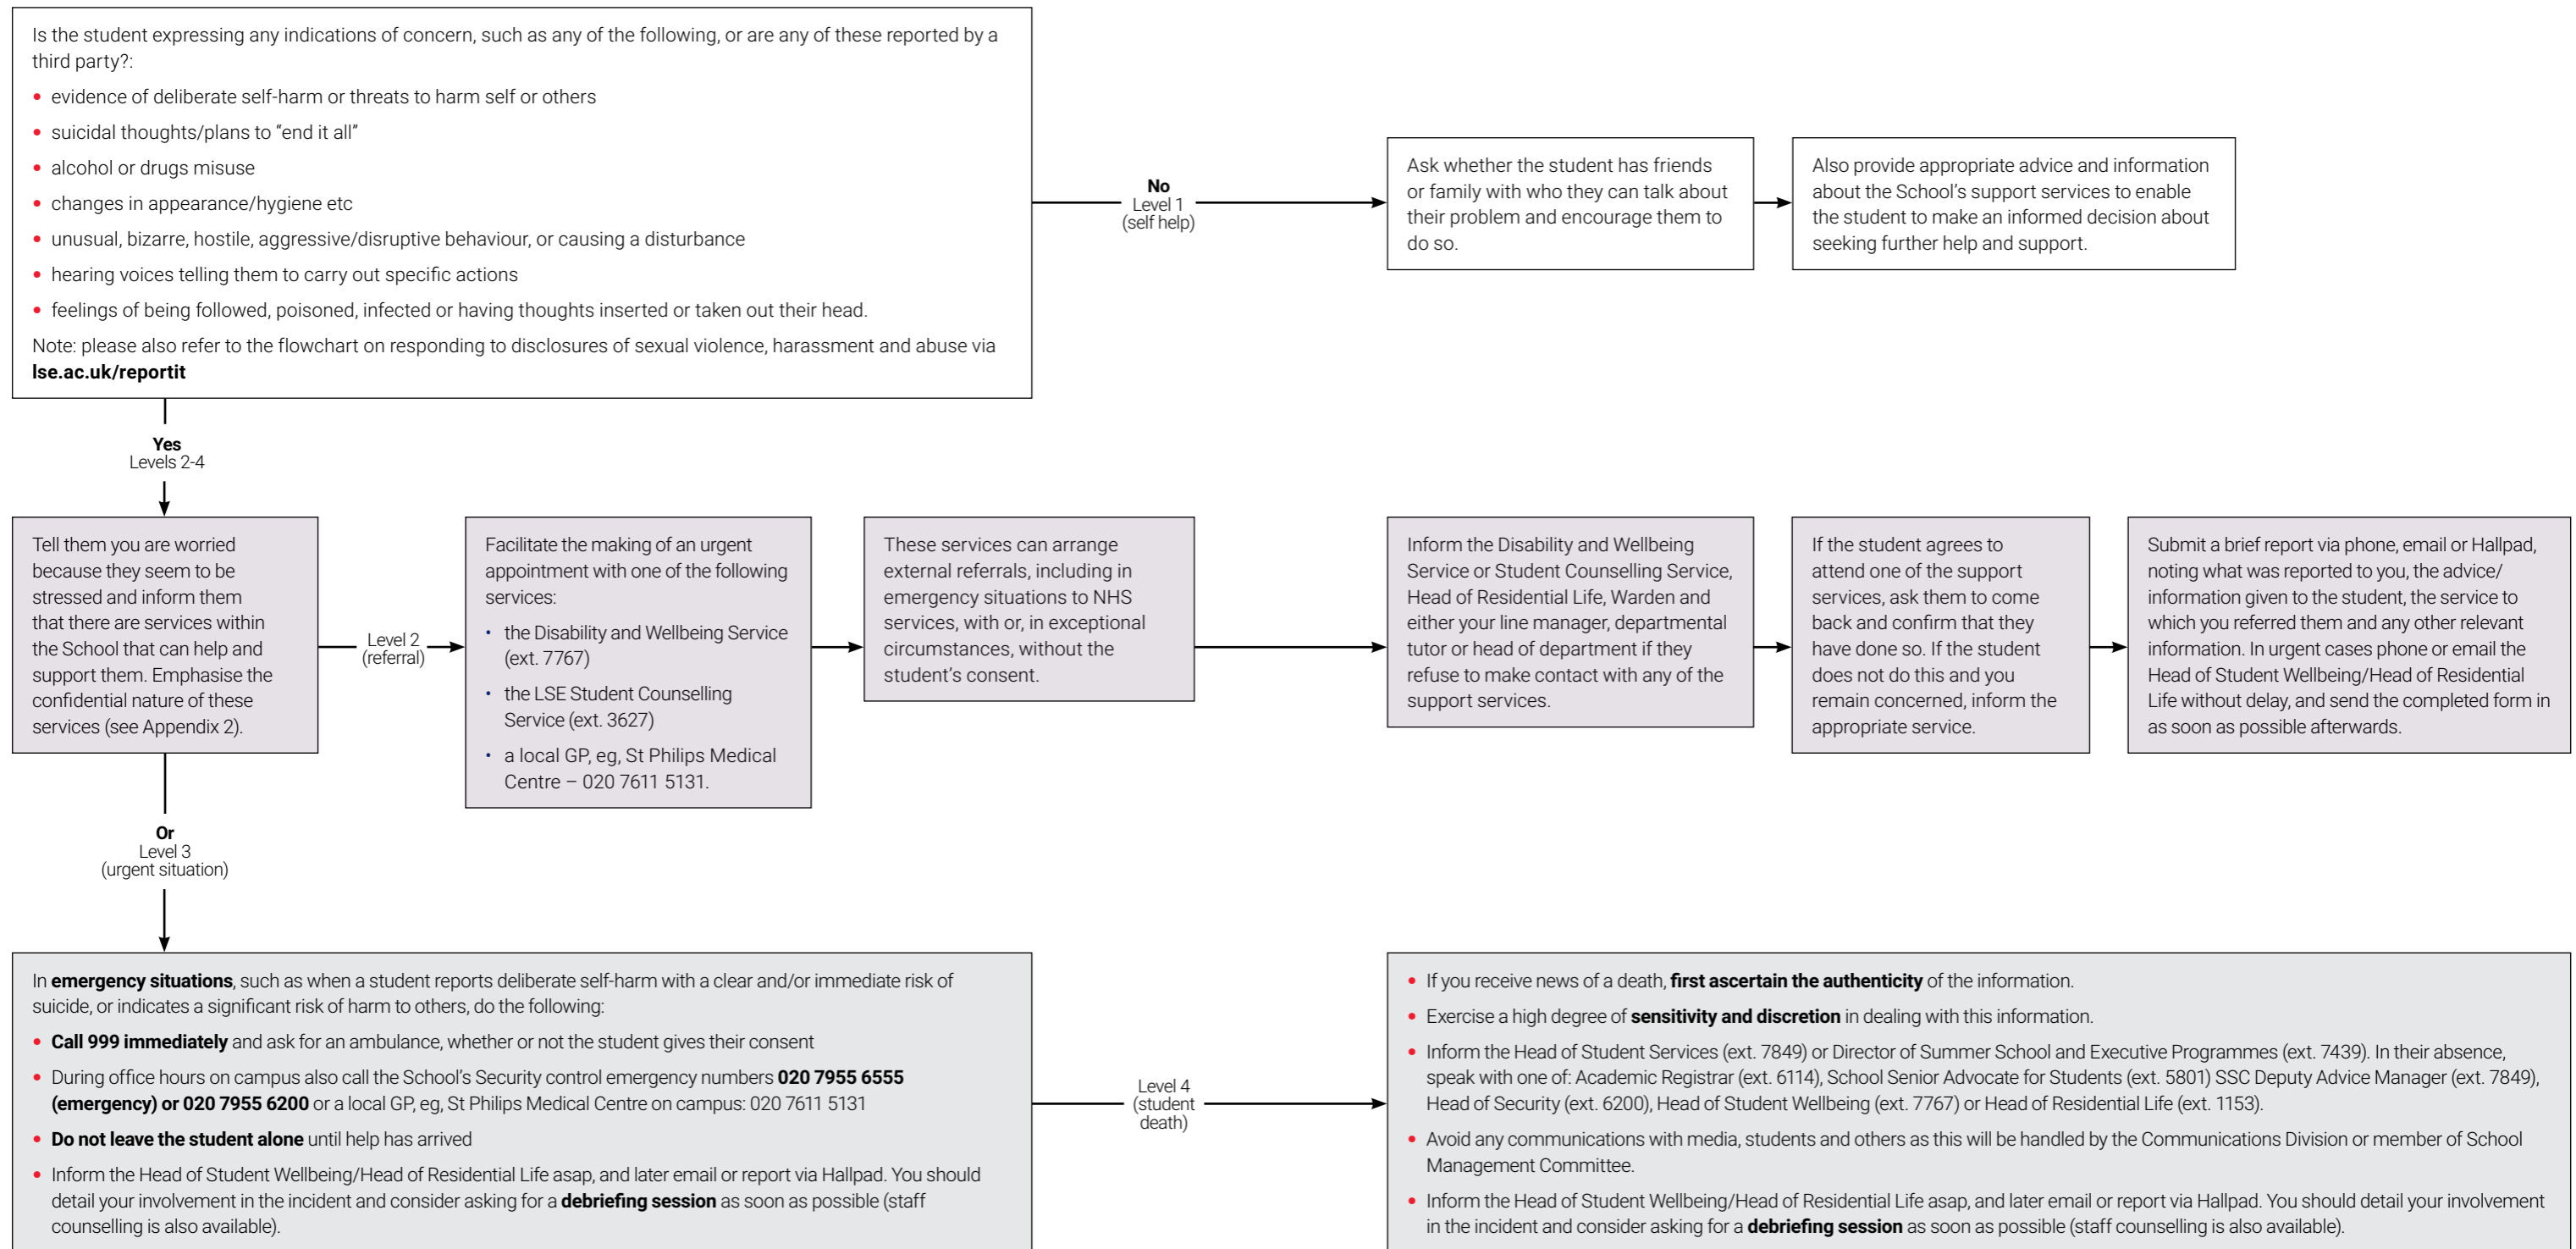 Is the student expressing any indications of concern, such as any of the following, or are any of these reported by a
third party?:
• evidence of deliberate self-harm or threats to harm self or others
• suicidal thoughts/plans to “end it all”
• alcohol or drugs misuse
• changes in appearance/hygiene etc
• unusual, bizarre, hostile, aggressive/disruptive behaviour, or causing a disturbance
• hearing voices telling them to carry out specific actions
• feelings of being followed, poisoned, infected or having thoughts inserted or taken out their head.
Note: please also refer to the flowchart on responding to disclosures of sexual violence, harassment and abuse via
lse.ac.uk/reportit
No
Level 1
(self help)
Ask whether the student has friends
or family with who they can talk about
their problem and encourage them to
do so.
Also provide appropriate advice and information
about the School’s support services to enable
the student to make an informed decision about
seeking further help and support.
Yes
Levels 2-4
Tell them you are worried
because they seem to be
stressed and inform them
that there are services within
the School that can help and
support them. Emphasise the
confidential nature of these
services (see Appendix 2).
Level 2
(referral)
Facilitate the making of an urgent
appointment with one of the following
services:
• the Disability and Wellbeing Service
(ext. 7767)
• the LSE Student Counselling
Service (ext. 3627)
• a local GP, eg, St Philips Medical
Centre – 020 7611 5131.
These services can arrange
external referrals, including in
emergency situations to NHS
services, with or, in exceptional
circumstances, without the
student’s consent.
Inform the Disability and Wellbeing
Service or Student Counselling Service,
Head of Residential Life, Warden and
either your line manager, departmental
tutor or head of department if they
refuse to make contact with any of the
support services.
If the student agrees to
attend one of the support
services, ask them to come
back and confirm that they
have done so. If the student
does not do this and you
remain concerned, inform the
appropriate service.
Submit a brief report via phone, email or Hallpad,
noting what was reported to you, the advice/
information given to the student, the service to
which you referred them and any other relevant
information. In urgent cases phone or email the
Head of Student Wellbeing/Head of Residential
Life without delay, and send the completed form in
as soon as possible afterwards.
Or
Level 3
(urgent situation)
In emergency situations, such as when a student reports deliberate self-harm with a clear and/or immediate risk of
suicide, or indicates a significant risk of harm to others, do the following:
• Call 999 immediately and ask for an ambulance, whether or not the student gives their consent
• During office hours on campus also call the School’s Security control emergency numbers 020 7955 6555
(emergency) or 020 7955 6200 or a local GP, eg, St Philips Medical Centre on campus: 020 7611 5131
• Do not leave the student alone until help has arrived
• Inform the Head of Student Wellbeing/Head of Residential Life asap, and later email or report via Hallpad. You should
detail your involvement in the incident and consider asking for a debriefing session as soon as possible (staff
counselling is also available).
Level 4
(student
death)
• If you receive news of a death, first ascertain the authenticity of the information.
• Exercise a high degree of sensitivity and discretion in dealing with this information.
• Inform the Head of Student Services (ext. 7849) or Director of Summer School and Executive Programmes (ext. 7439). In their absence,
speak with one of: Academic Registrar (ext. 6114), School Senior Advocate for Students (ext. 5801) SSC Deputy Advice Manager (ext. 7849),
Head of Security (ext. 6200), Head of Student Wellbeing (ext. 7767) or Head of Residential Life (ext. 1153).
• Avoid any communications with media, students and others as this will be handled by the Communications Division or member of School
Management Committee.
• Inform the Head of Student Wellbeing/Head of Residential Life asap, and later email or report via Hallpad. You should detail your involvement
in the incident and consider asking for a debriefing session as soon as possible (staff counselling is also available).